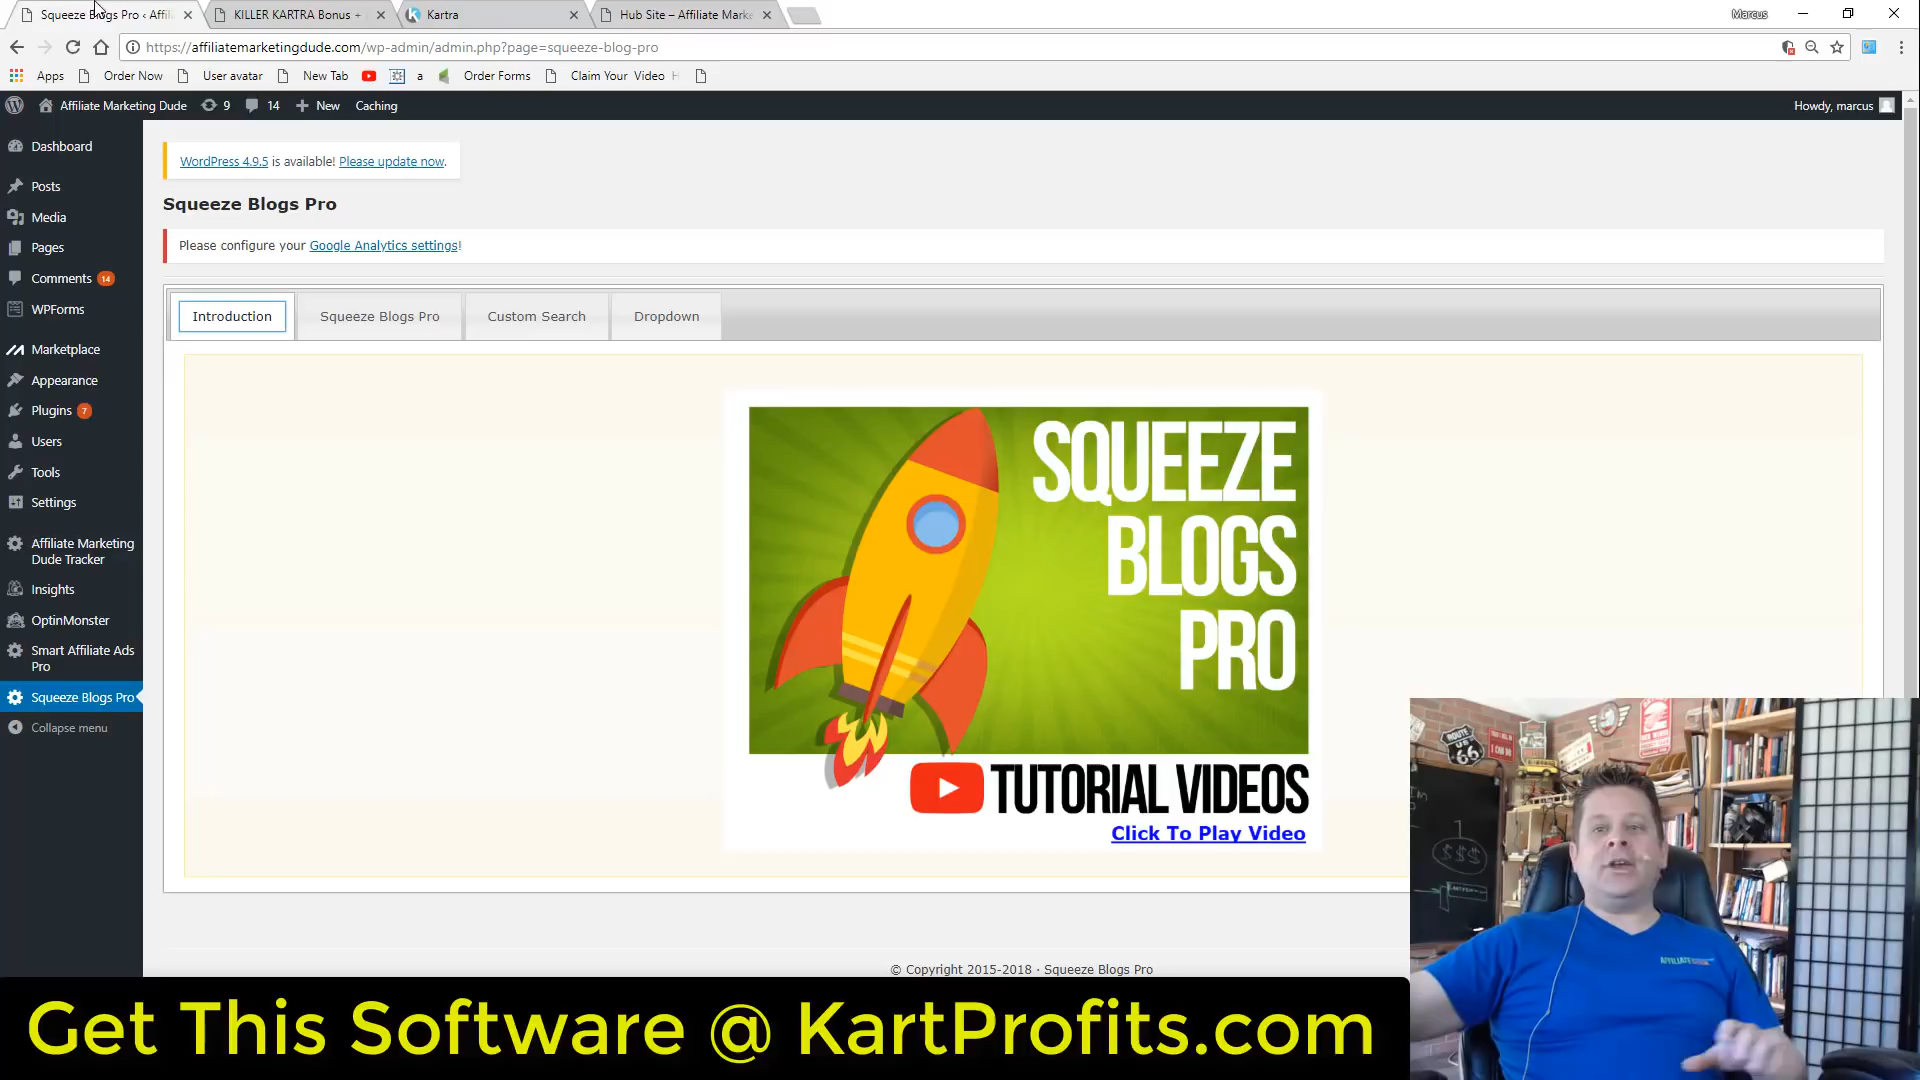 Squeeze Blogs Pro ‹ Affili
KILLER KARTRA Bonus +
Kartra
Hub Site – Affiliate Marke
Marcus
https://affiliatemarketingdude.com/wp-admin/admin.php?page=squeeze-blog-pro
Apps
Order Now
User avatar
New Tab
a
Order Forms
Claim Your Video H
Affiliate Marketing Dude
9
14
New
Caching
Howdy, marcus
Dashboard
Posts
Media
Pages
Comments 14
WPForms
Marketplace
Appearance
Plugins 7
Users
Tools
Settings
Affiliate Marketing
Dude Tracker
Insights
OptinMonster
Smart Affiliate Ads
Pro
Squeeze Blogs Pro
Collapse menu
WordPress 4.9.5 is available! Please update now.
Squeeze Blogs Pro
Please configure your Google Analytics settings!
Introduction
Squeeze Blogs Pro
Custom Search
Dropdown
SQUEEZE
BLOGS
PRO
TUTORIAL VIDEOS
Click To Play Video
© Copyright 2015-2018 · Squeeze Blogs Pro
ROUTE
US
66
$$$
AFFILIATE
Get This Software @ KartProfits.com